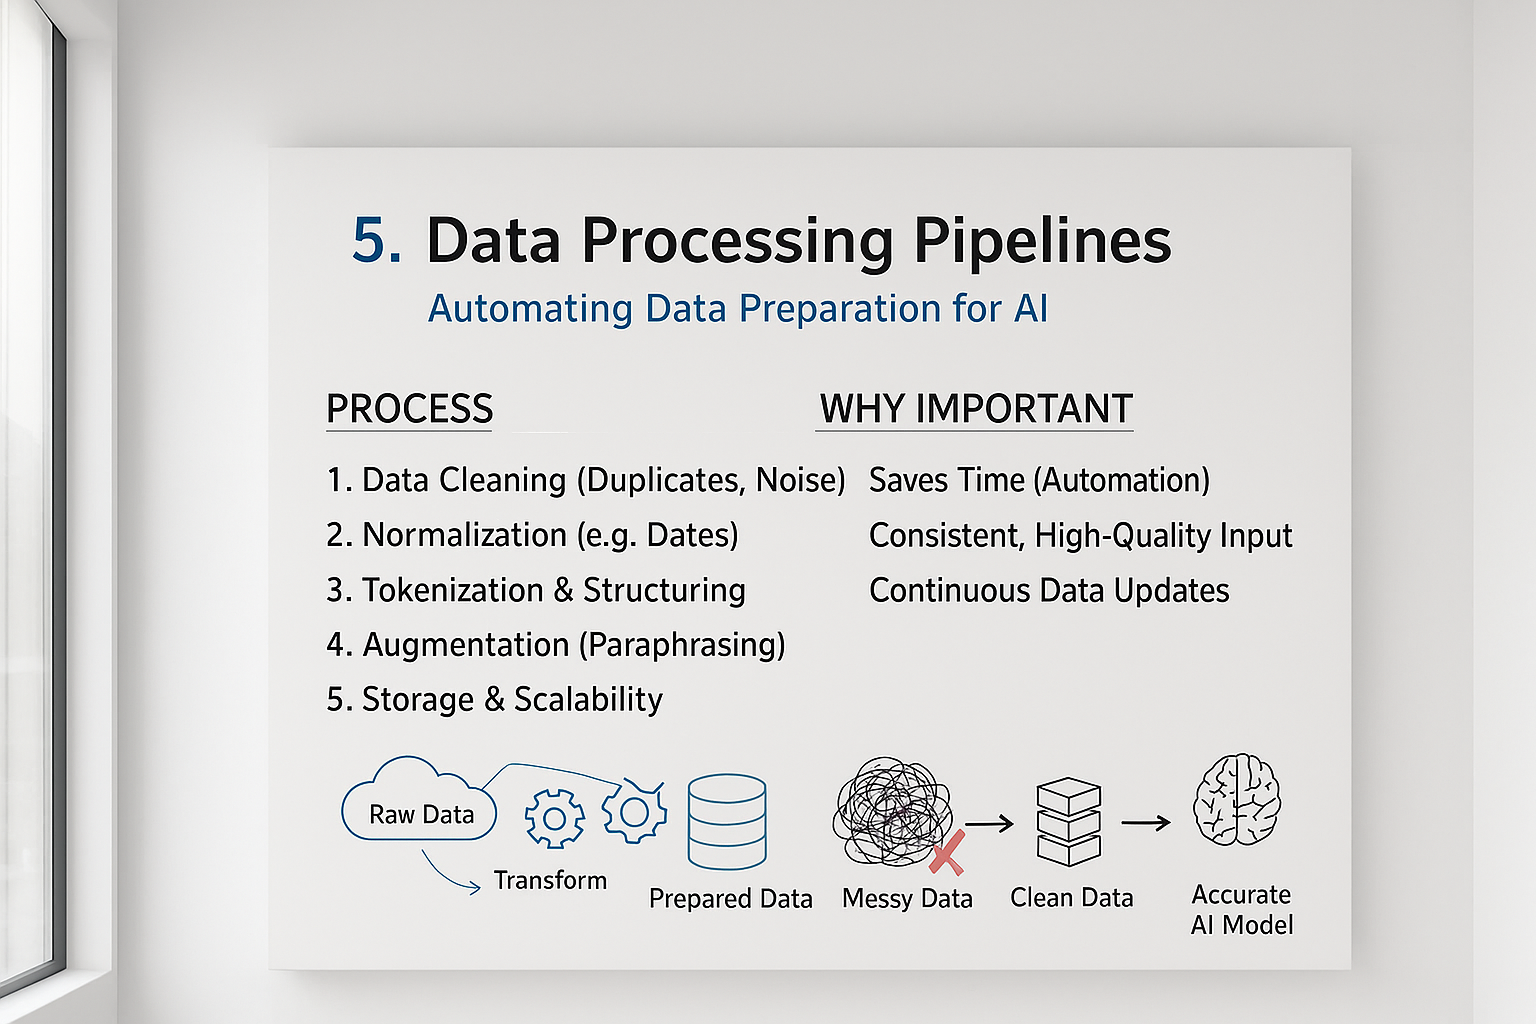 5. Data Processing Pipelines
Automating Data Preparation for AI
PROCESS
1. Data Cleaning (Duplicates, Noise)
2. Normalization (e.g. Dates)
3. Tokenization & Structuring
4. Augmentation (Paraphrasing)
5. Storage & Scalability
WHY IMPORTANT
Saves Time (Automation)
Consistent, High-Quality Input
Continuous Data Updates
Raw Data
Transform
Prepared Data
Messy Data
Clean Data
Accurate
AI Model